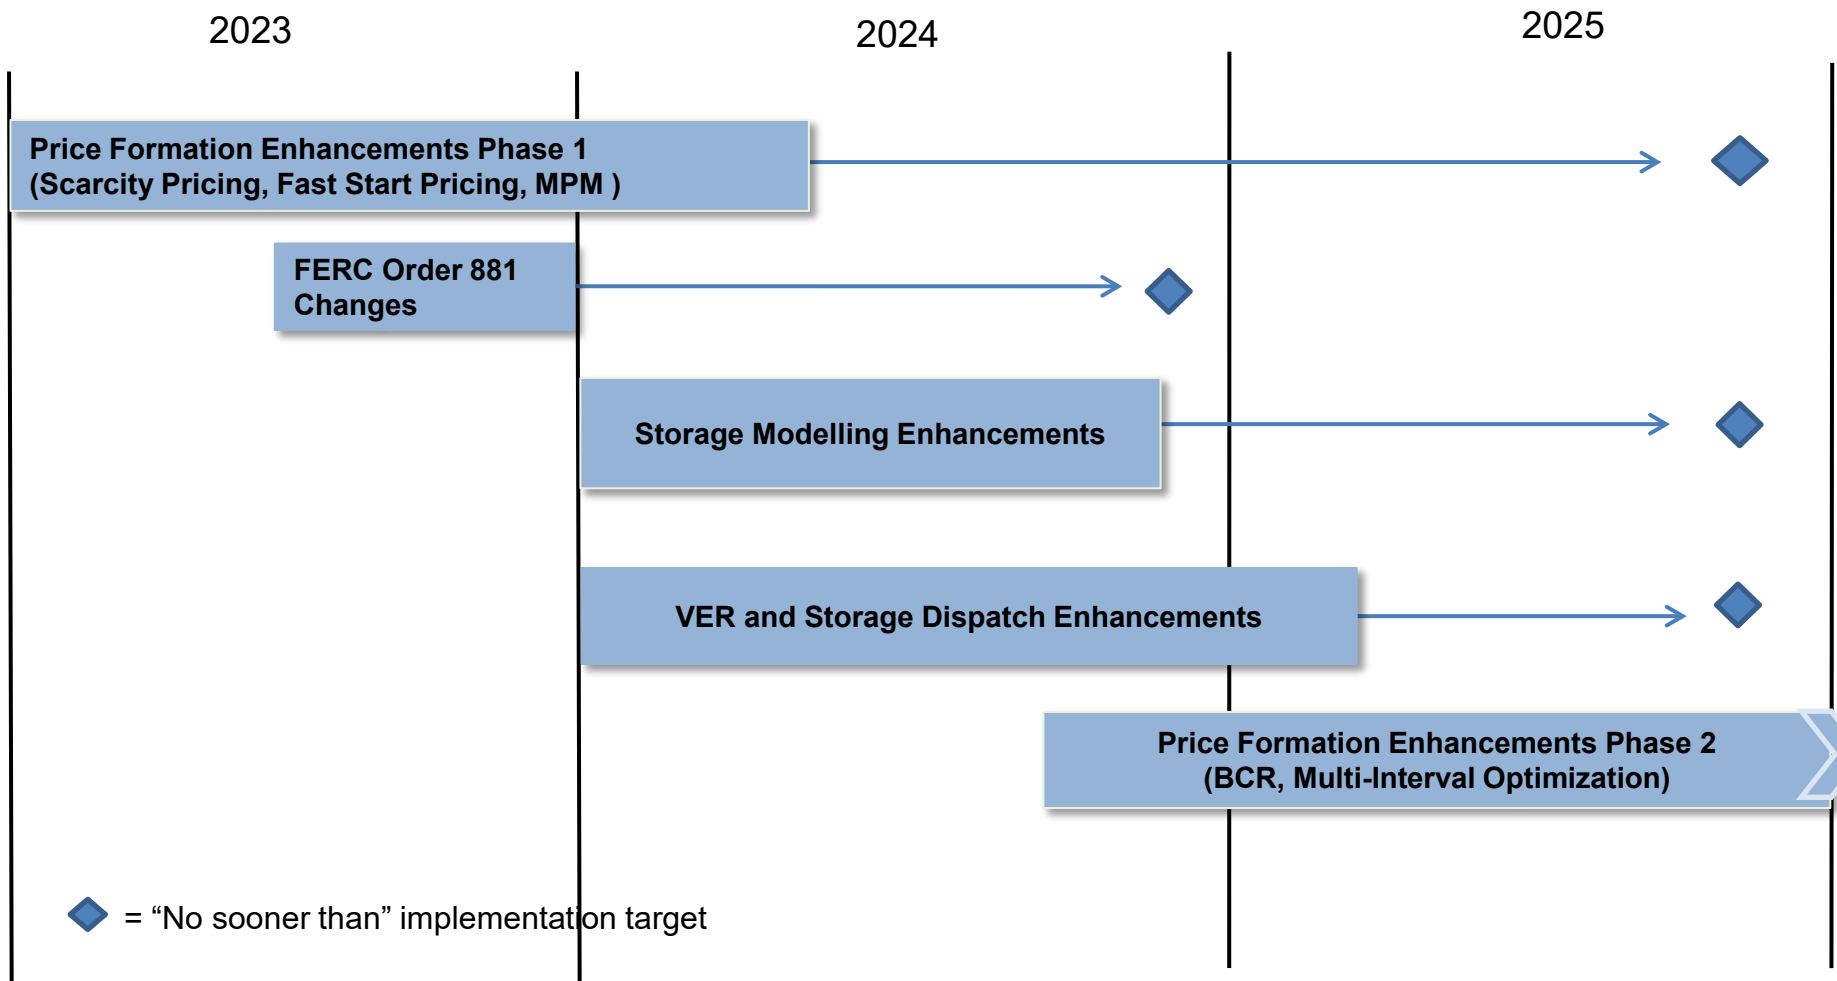 2023
2024
2025
Price Formation Enhancements Phase 1
(Scarcity Pricing, Fast Start Pricing, MPM )
FERC Order 881
Changes
Storage Modelling Enhancements
VER and Storage Dispatch Enhancements
Price Formation Enhancements Phase 2
(BCR, Multi-Interval Optimization)
= “No sooner than” implementation target